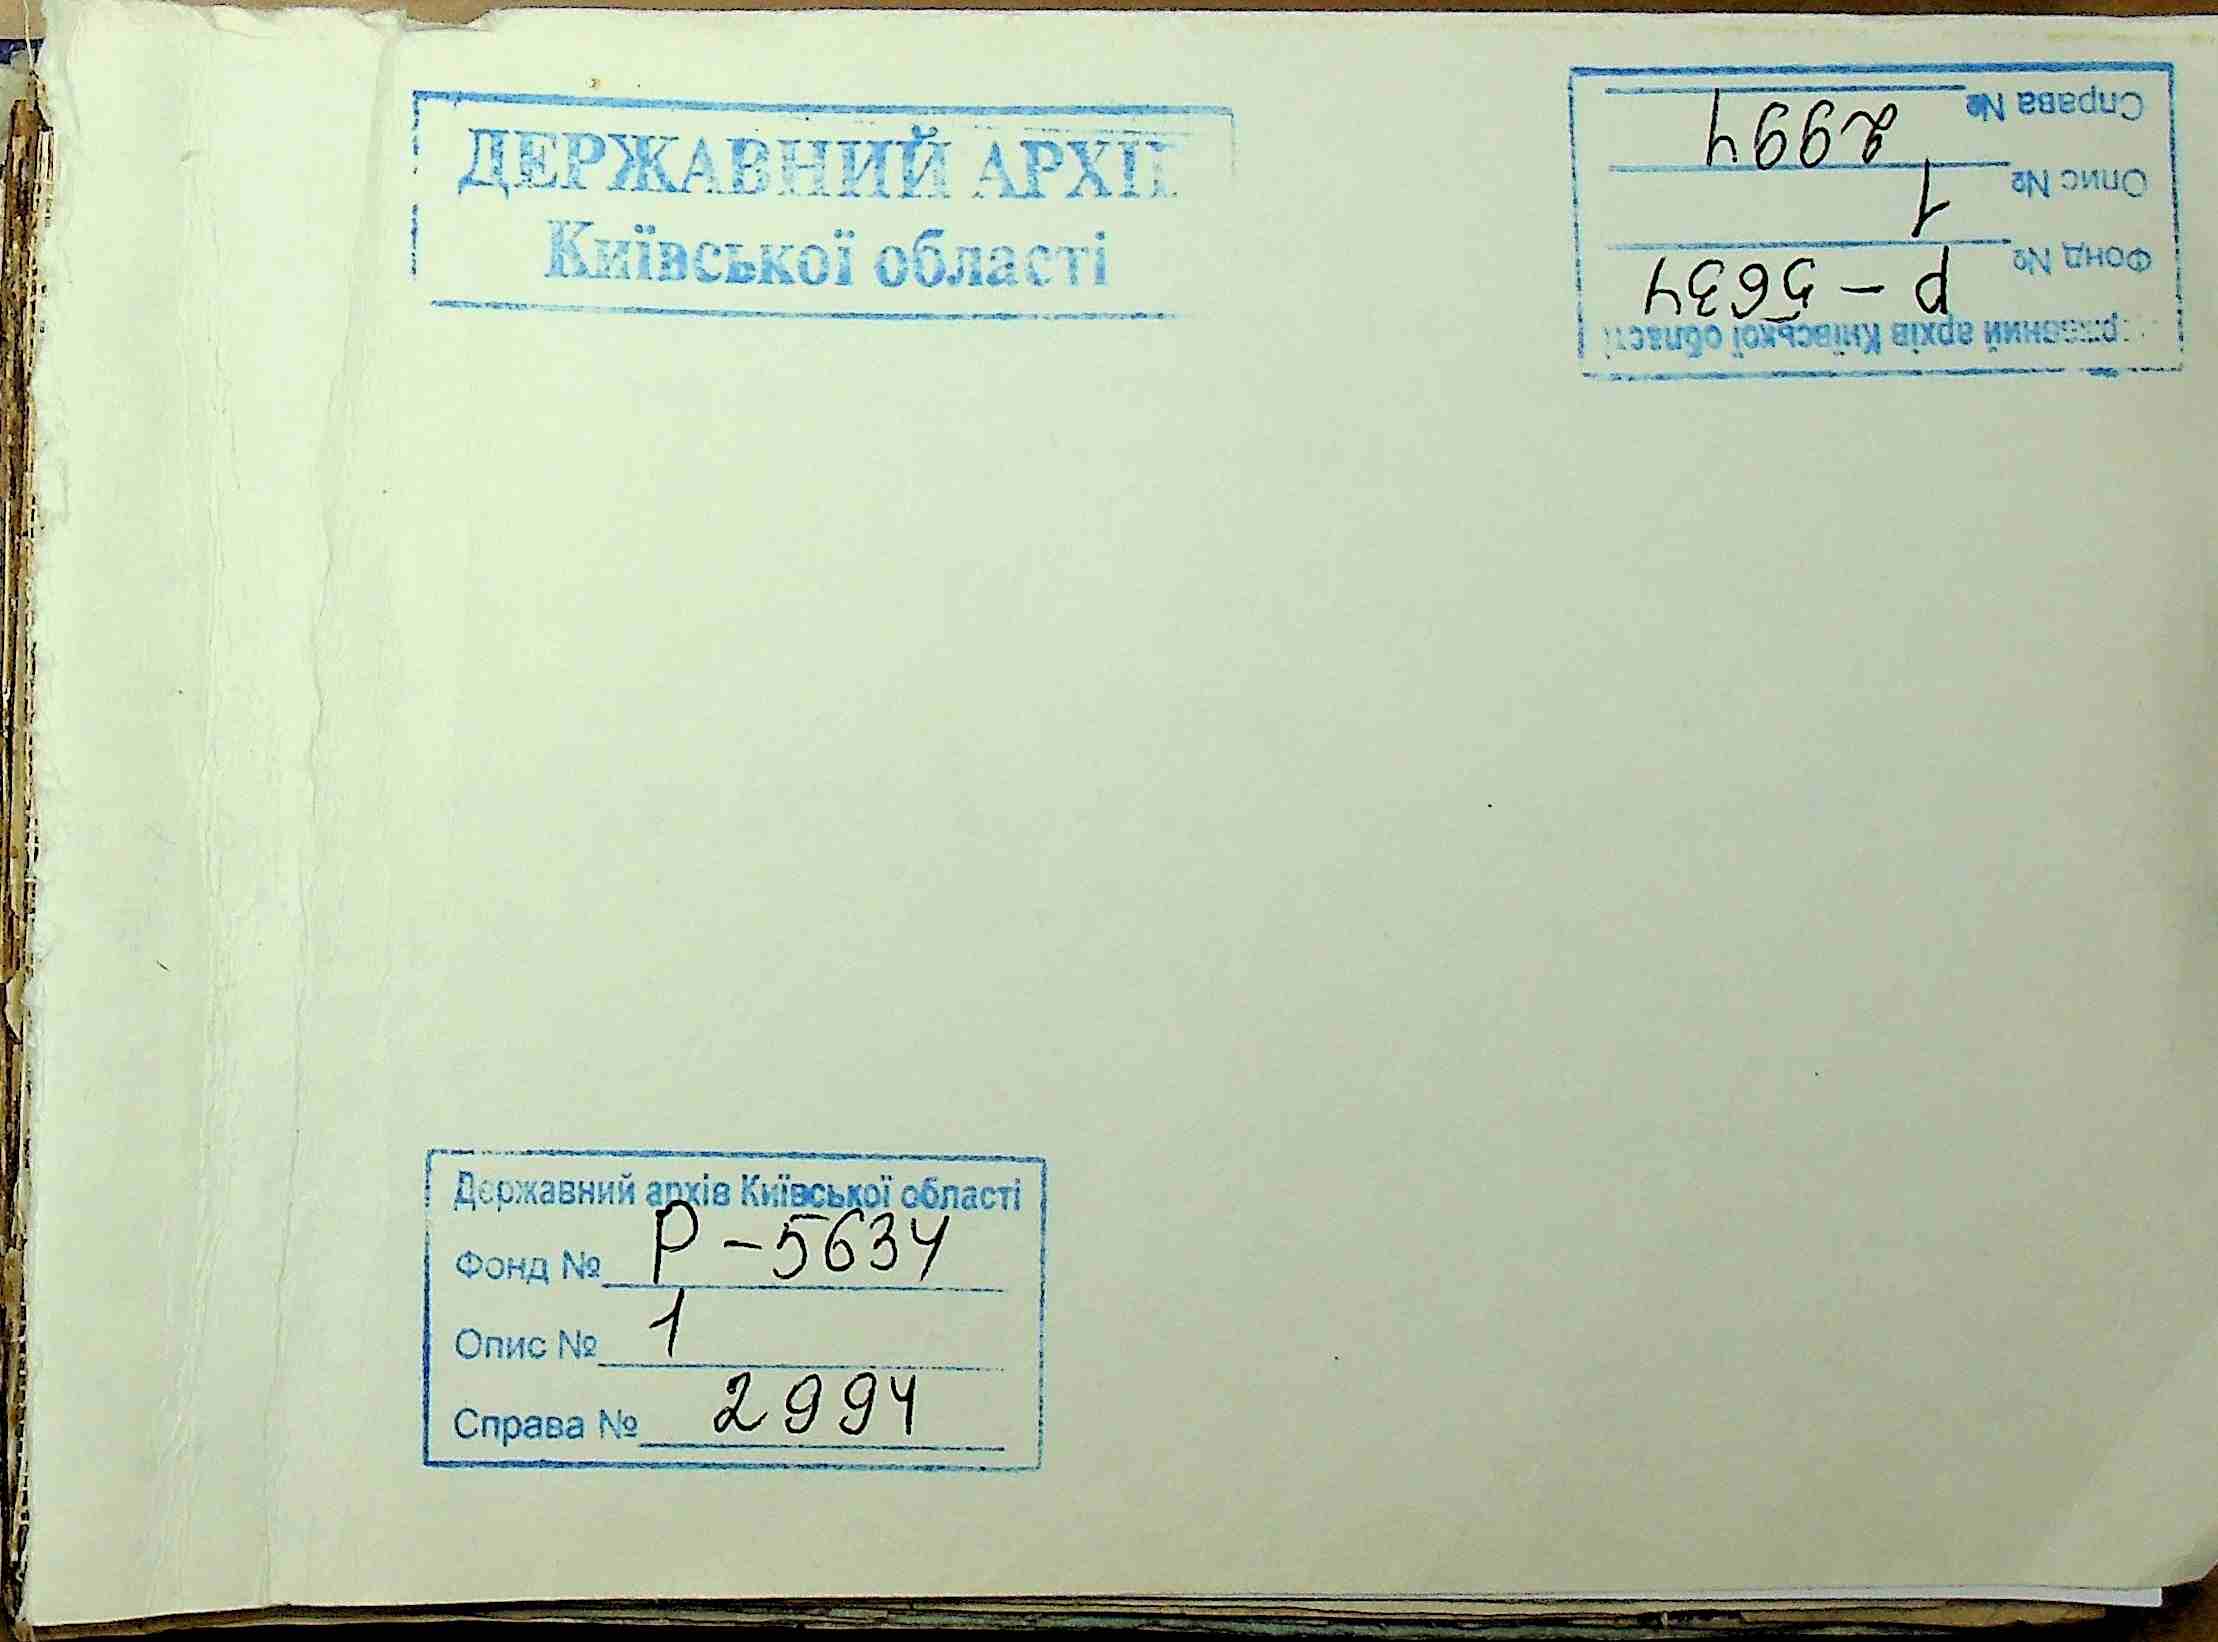 ДЕРЖАВНИЙ АРХІВ
Київської області
Державний архів Київської області
Фонд № Р-5634
Опис № 1
Справа № 2994
Державний архів Київської області
Фонд № Р-5634
Опис № 1
Справа № 2994